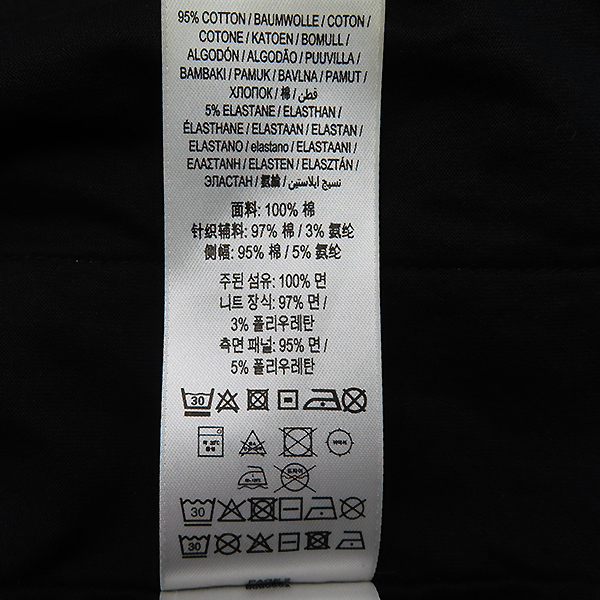 95% COTTON / BAUMWOLLE / COTON /
COTONE / KATOEN / BOMULL /
ALGODÓN / ALGODÃO / PUUVILLA /
BAMBAKI / PAMUK / BAVLNA / PAMUT /
ХЛОПОК / 棉 / قطن
5% ELASTANE / ELASTHAN /
ÉLASTHANE / ELASTAAN / ELASTAN /
ELASTANO / elastano / ELASTAANI /
ΕΛΑΣΤΑΝΗ / ELASTEN / ELASZTÁN /
ЭЛАСТАН / 氨綸 / نسيج ايلاستين
面料: 100% 棉
针织辅料: 97% 棉 / 3% 氨纶
侧幅: 95% 棉 / 5% 氨纶
주된 섬유: 100% 면
니트 장식: 97% 면 /
3% 폴리우레탄
측면 패널: 95% 면 /
5% 폴리우레탄
30
30
30